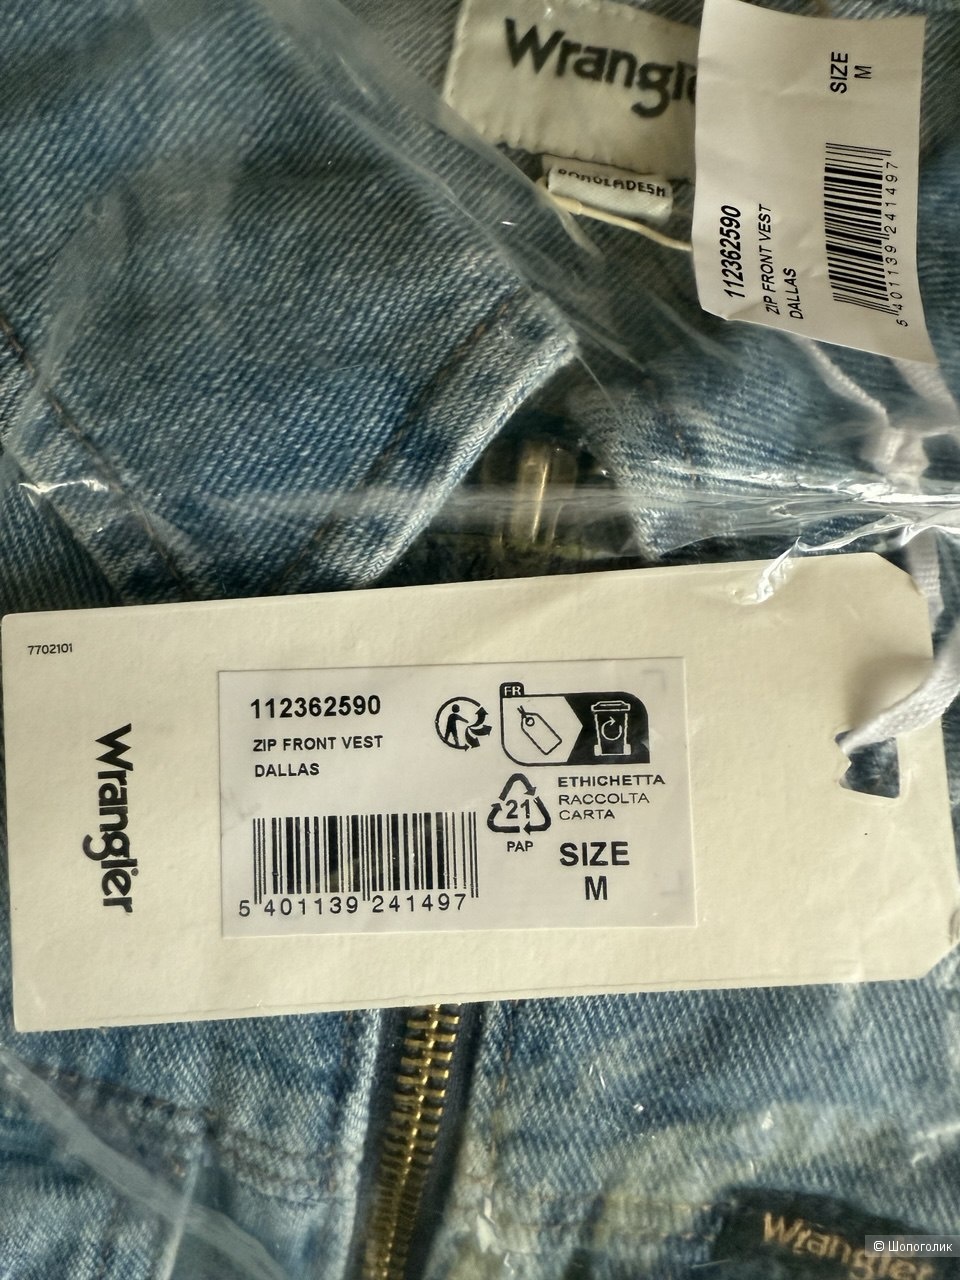 Wrangle
BANGLADESH
SIZE
M
112362590
ZIP FRONT VEST
DALLAS
5 401139 241497
7702101
Wrangler
112362590
ZIP FRONT VEST
DALLAS
FR
21
PAP
ETHICHETTA
RACCOLTA
CARTA
SIZE
M
5 401139 241497
Wrangler
© Шопоголик